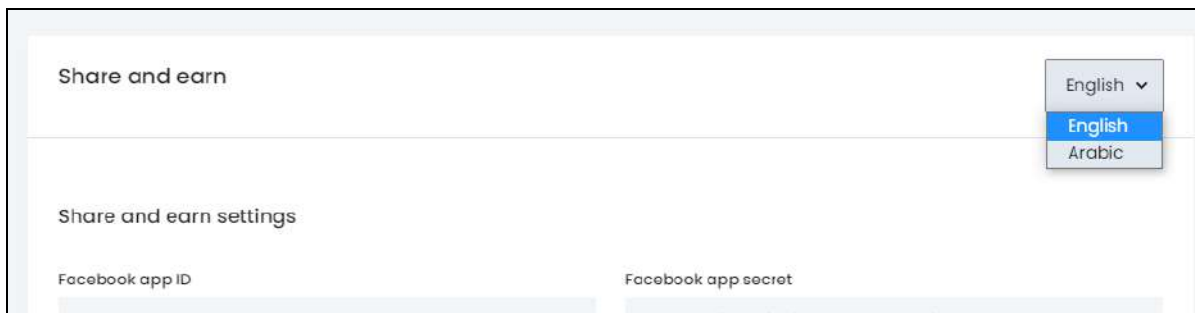 Share and earn
English
English
Arabic
Share and earn settings
Facebook app ID
Facebook app secret